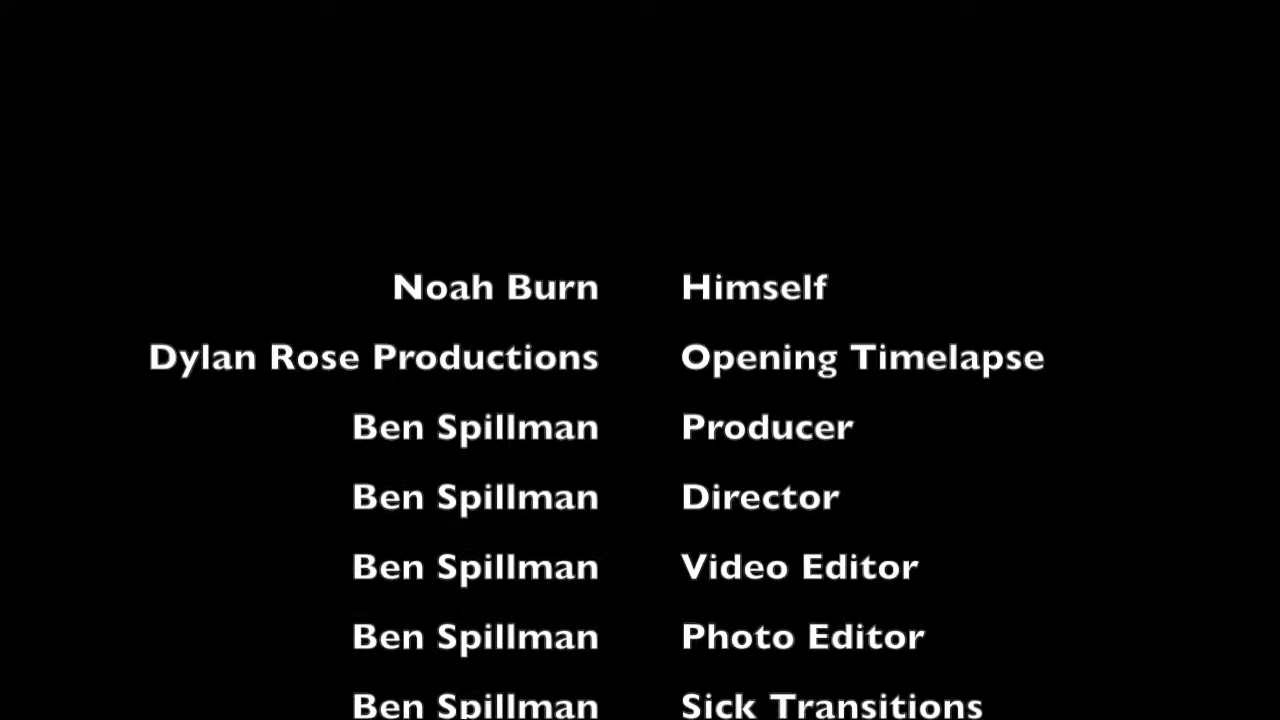 Noah Burn Himself
Dylan Rose Productions Opening Timelapse
Ben Spillman Producer
Ben Spillman Director
Ben Spillman Video Editor
Ben Spillman Photo Editor
Ben Spillman Sick Transitions